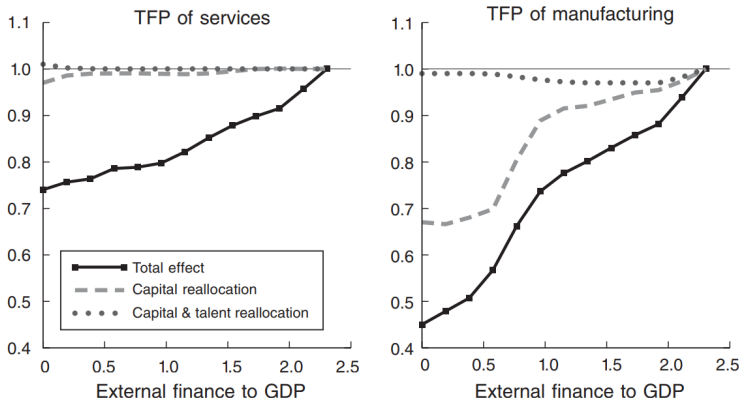 TFP of services
1.1
1.0
0.9
0.8
0.7
0.6
0.5
0.4
Total effect
Capital reallocation
Capital & talent reallocation
0 0.5 1.0 1.5 2.0 2.5
External finance to GDP
TFP of manufacturing
1.1
1.0
0.9
0.8
0.7
0.6
0.5
0.4
0 0.5 1.0 1.5 2.0 2.5
External finance to GDP